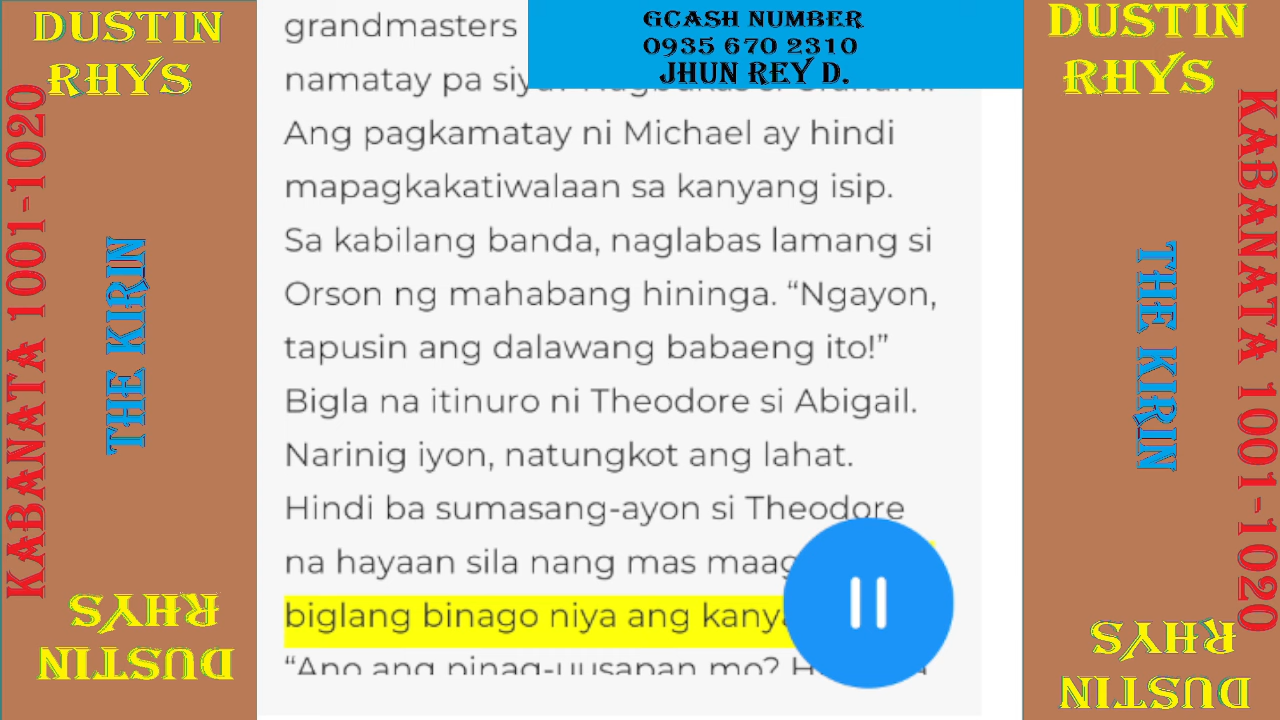 DUSTIN
RHYS
KABANATA 1001-1020
THE KIRIN
DUSTIN
RHYS
GCASH NUMBER
0935 670 2310
JHUN REY D.
grandmasters
namatay pa
Ang pagkamatay ni Michael ay hindi
mapagkakatiwalaan sa kanyang isip.
Sa kabilang banda, naglabas lamang si
Orson ng mahabang hininga. “Ngayon,
tapusin ang dalawang babaeng ito!”
Bigla na itinuro ni Theodore si Abigail.
Narinig iyon, natungkot ang lahat.
Hindi ba sumasang-ayon si Theodore
na hayaan sila nang mas
biglang binago niya ang
“Ano ang pinag-uusapan mo?
DUSTIN
RHYS
KABANATA 1001-1020
THE KIRIN
DUSTIN
RHYS